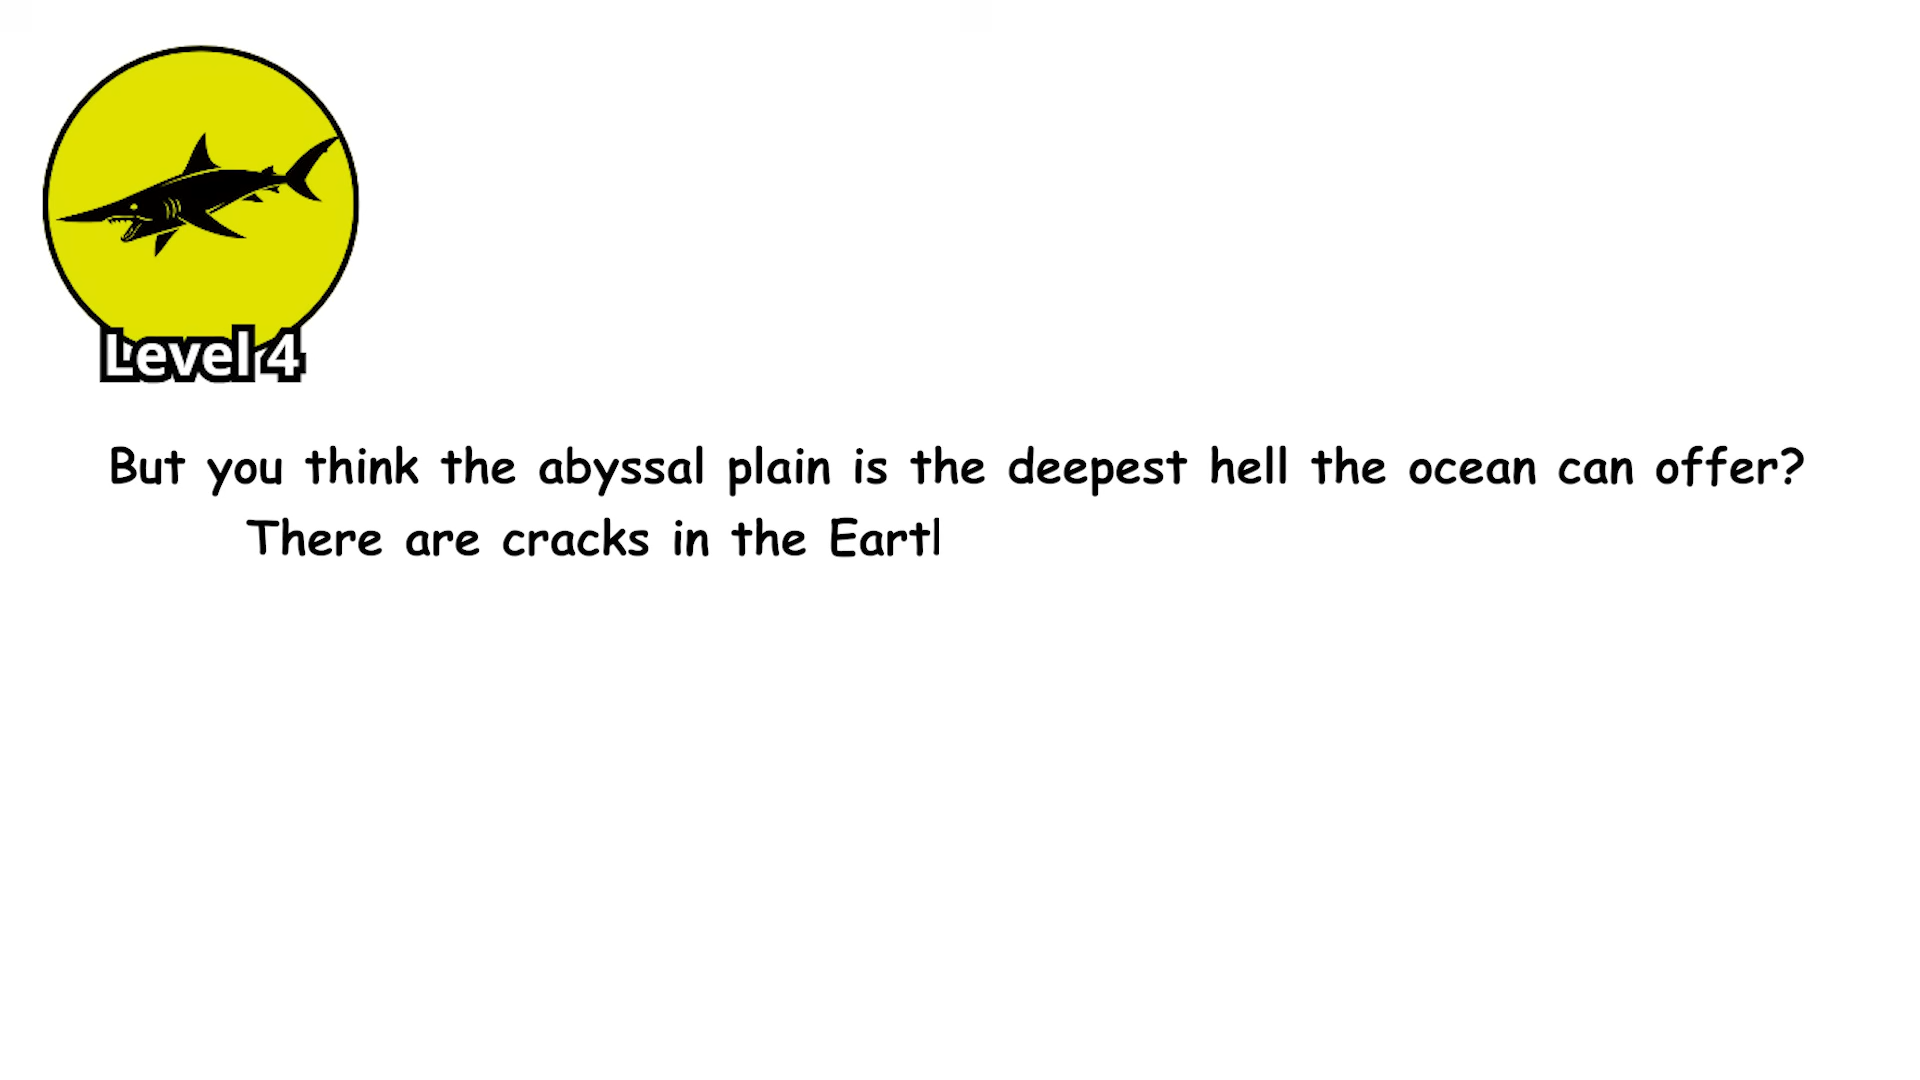 Level 4
But you think the abyssal plain is the deepest hell the ocean can offer?
There are cracks in the